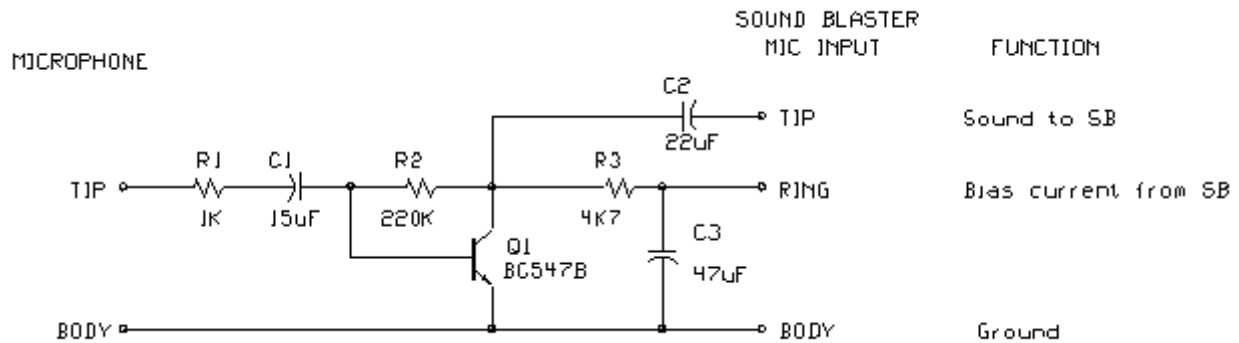 SOUND BLASTER
MIC INPUT
FUNCTION
MICROPHONE
C2
TIP
Sound to SB
22uF
R1
C1
R2
R3
TIP
RING
Bias current from SB
1K
15uF
220K
4K7
C3
Q1
BC547B
47uF
BODY
BODY
Ground